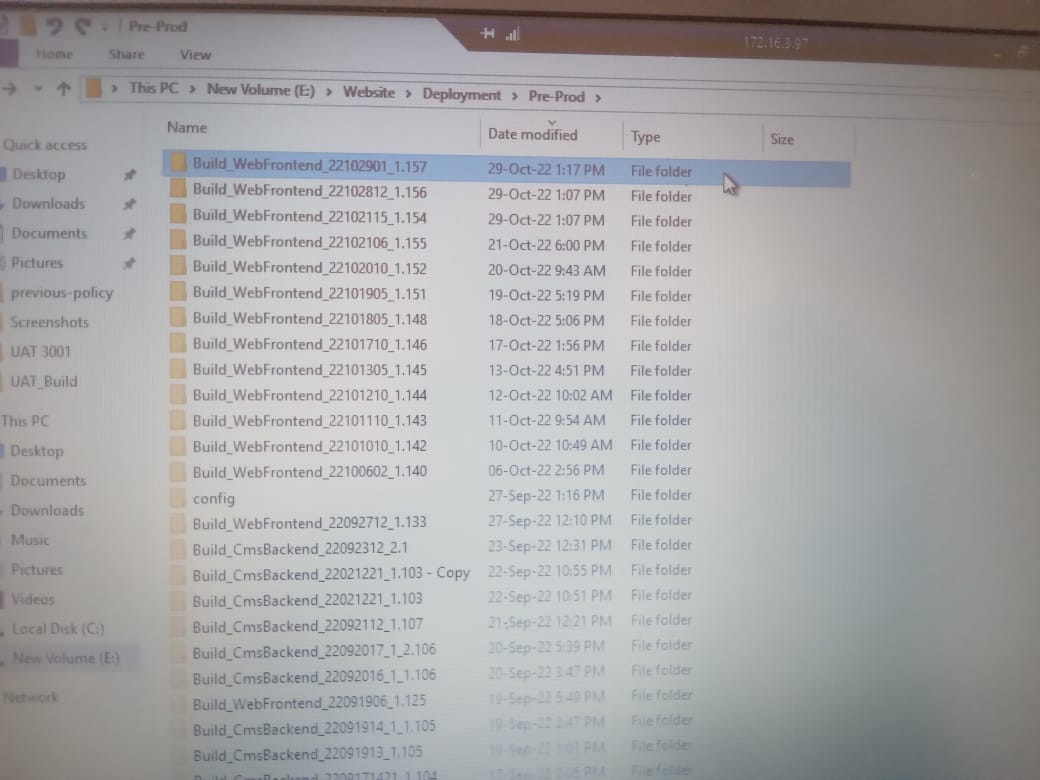 Pre-Prod
172.16.3.97
Home Share View
This PC > New Volume (E:) > Website > Deployment > Pre-Prod >
Name Date modified Type Size
Quick access
Desktop
Downloads
Documents
Pictures
previous-policy
Screenshots
UAT 3001
UAT_Build
This PC
Desktop
Documents
Downloads
Music
Pictures
Videos
Local Disk (C:)
New Volume (E:)
Network
Build_WebFrontend_22102901_1.157 29-Oct-22 1:17 PM File folder
Build_WebFrontend_22102812_1.156 29-Oct-22 1:07 PM File folder
Build_WebFrontend_22102115_1.154 29-Oct-22 1:07 PM File folder
Build_WebFrontend_22102106_1.155 21-Oct-22 6:00 PM File folder
Build_WebFrontend_22102010_1.152 20-Oct-22 9:43 AM File folder
Build_WebFrontend_22101905_1.151 19-Oct-22 5:19 PM File folder
Build_WebFrontend_22101805_1.148 18-Oct-22 5:06 PM File folder
Build_WebFrontend_22101710_1.146 17-Oct-22 1:56 PM File folder
Build_WebFrontend_22101305_1.145 13-Oct-22 4:51 PM File folder
Build_WebFrontend_22101210_1.144 12-Oct-22 10:02 AM File folder
Build_WebFrontend_22101110_1.143 11-Oct-22 9:54 AM File folder
Build_WebFrontend_22101010_1.142 10-Oct-22 10:49 AM File folder
Build_WebFrontend_22100602_1.140 06-Oct-22 2:56 PM File folder
config 27-Sep-22 1:16 PM File folder
Build_WebFrontend_22092712_1.133 27-Sep-22 12:10 PM File folder
Build_CmsBackend_22092312_2.1 23-Sep-22 12:31 PM File folder
Build_CmsBackend_22021221_1.103 - Copy 22-Sep-22 10:55 PM File folder
Build_CmsBackend_22021221_1.103 22-Sep-22 10:51 PM File folder
Build_CmsBackend_22092112_1.107 21-Sep-22 12:21 PM File folder
Build_CmsBackend_22092017_1_2.106 20-Sep-22 5:39 PM File folder
Build_CmsBackend_22092016_1_1.106 20-Sep-22 3:47 PM File folder
Build_WebFrontend_22091906_1.125 19-Sep-22 5:49 PM File folder
Build_CmsBackend_22091914_1_1.105 19-Sep-22 2:47 PM File folder
Build_CmsBackend_22091913_1.105 PM File folder
File folder